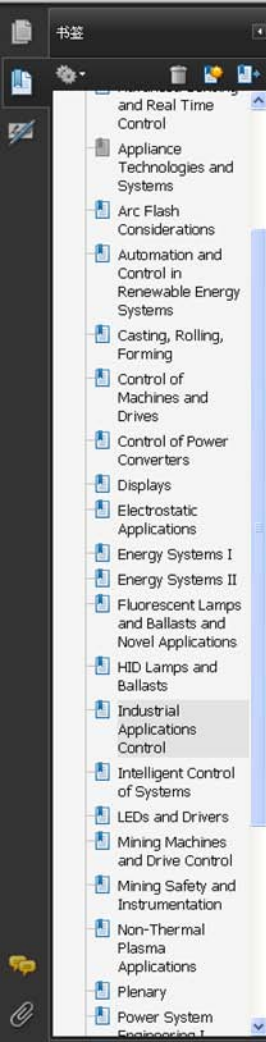 书签
and Real Time
Control
Appliance
Technologies and
Systems
Arc Flash
Considerations
Automation and
Control in
Renewable Energy
Systems
Casting, Rolling,
Forming
Control of
Machines and
Drives
Control of Power
Converters
Displays
Electrostatic
Applications
Energy Systems I
Energy Systems II
Fluorescent Lamps
and Ballasts and
Novel Applications
HID Lamps and
Ballasts
Industrial
Applications
Control
Intelligent Control
of Systems
LEDs and Drivers
Mining Machines
and Drive Control
Mining Safety and
Instrumentation
Non-Thermal
Plasma
Applications
Plenary
Power System
Engineering I